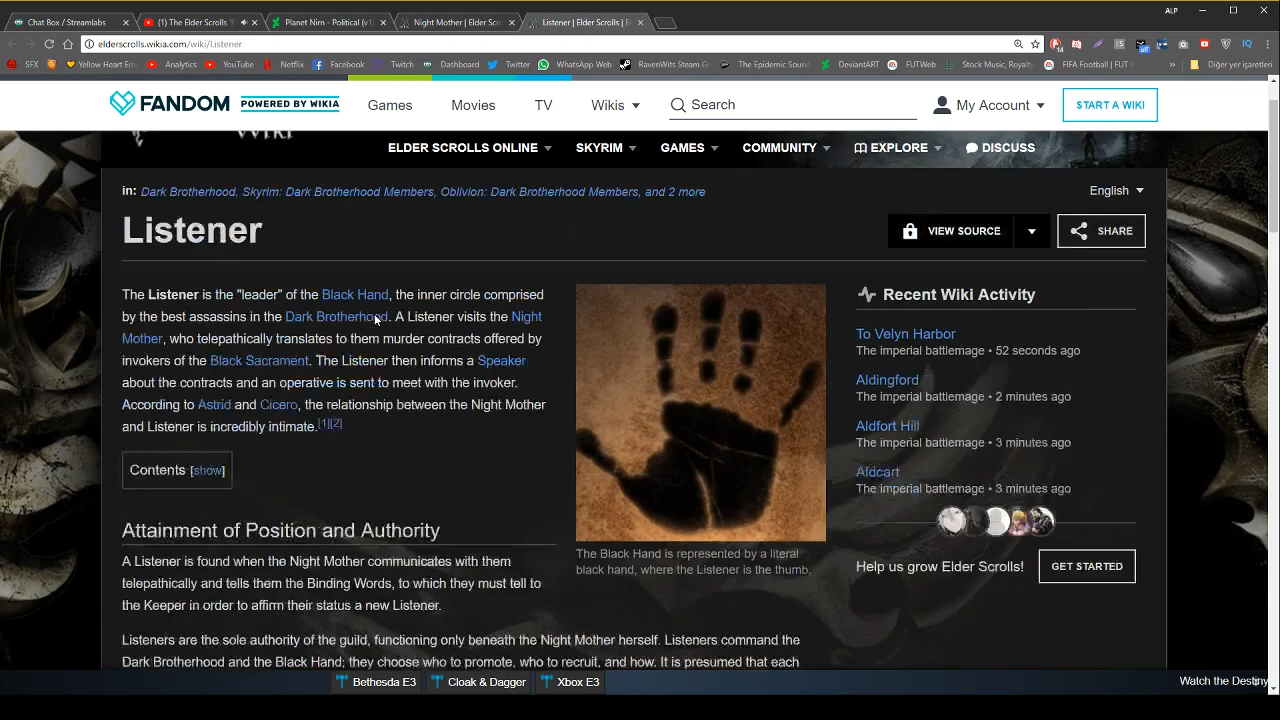 ALP
Chat Box / Streamlabs
(1) The Elder Scrolls
Planet Nirn - Political (v1)
Night Mother | Elder Scro
Listener | Elder Scrolls | FA
elderscrolls.wikia.com/wiki/Listener
SFX
Yellow Heart Em
Analytics
YouTube
Netflix
Facebook
Twitch
Dashboard
Twitter
WhatsApp Web
RavenWits Steam Gr
The Epidemic Sound
DeviantART
FUTWeb
Stock Music, Royalty
FIFA Football | FUT W
»
Diğer yer işaretleri
FANDOM
POWERED BY WIKIA
Games
Movies
TV
Wikis
Search
My Account
START A WIKI
ELDER SCROLLS ONLINE
SKYRIM
GAMES
COMMUNITY
EXPLORE
DISCUSS
in: Dark Brotherhood, Skyrim: Dark Brotherhood Members, Oblivion: Dark Brotherhood Members, and 2 more
English
Listener
VIEW SOURCE
SHARE
The Listener is the "leader" of the Black Hand, the inner circle comprised
by the best assassins in the Dark Brotherhood. A Listener visits the Night
Mother, who telepathically translates to them murder contracts offered by
invokers of the Black Sacrament. The Listener then informs a Speaker
about the contracts and an operative is sent to meet with the invoker.
According to Astrid and Cicero, the relationship between the Night Mother
and Listener is incredibly intimate.[1][2]
Contents [show]
Attainment of Position and Authority
A Listener is found when the Night Mother communicates with them
telepathically and tells them the Binding Words, to which they must tell to
the Keeper in order to affirm their status a new Listener.
Listeners are the sole authority of the guild, functioning only beneath the Night Mother herself. Listeners command the
Dark Brotherhood and the Black Hand; they choose who to promote, who to recruit, and how. It is presumed that each
The Black Hand is represented by a literal
black hand, where the Listener is the thumb.
Recent Wiki Activity
To Velyn Harbor
The imperial battlemage • 52 seconds ago
Aldingford
The imperial battlemage • 2 minutes ago
Aldfort Hill
The imperial battlemage • 3 minutes ago
Afdcart
The imperial battlemage • 3 minutes ago
Help us grow Elder Scrolls!
GET STARTED
Bethesda E3
Cloak & Dagger
Xbox E3
Watch the Destiny